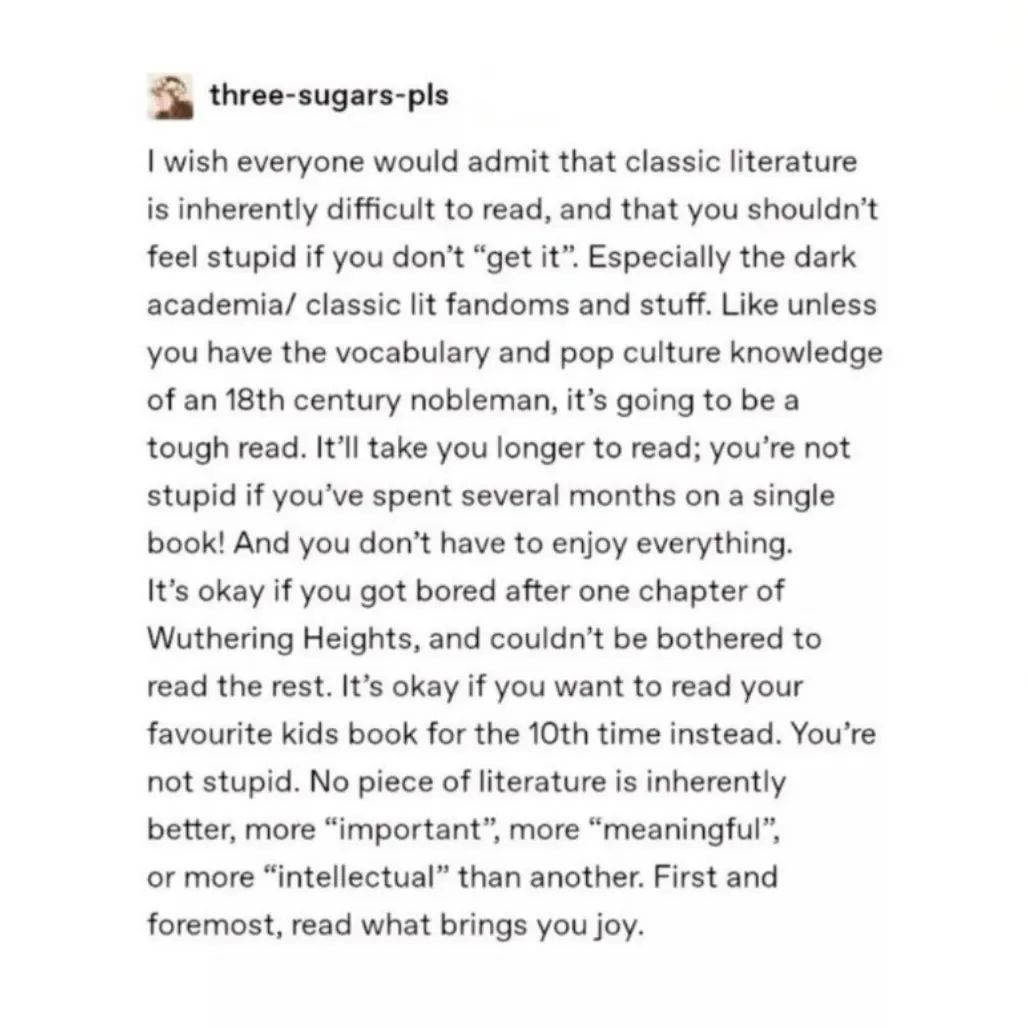 three-sugars-pls
I wish everyone would admit that classic literature
is inherently difficult to read, and that you shouldn’t
feel stupid if you don’t “get it”. Especially the dark
academia/ classic lit fandoms and stuff. Like unless
you have the vocabulary and pop culture knowledge
of an 18th century nobleman, it’s going to be a
tough read. It’ll take you longer to read; you’re not
stupid if you’ve spent several months on a single
book! And you don’t have to enjoy everything.
It’s okay if you got bored after one chapter of
Wuthering Heights, and couldn’t be bothered to
read the rest. It’s okay if you want to read your
favourite kids book for the 10th time instead. You’re
not stupid. No piece of literature is inherently
better, more “important”, more “meaningful”,
or more “intellectual” than another. First and
foremost, read what brings you joy.